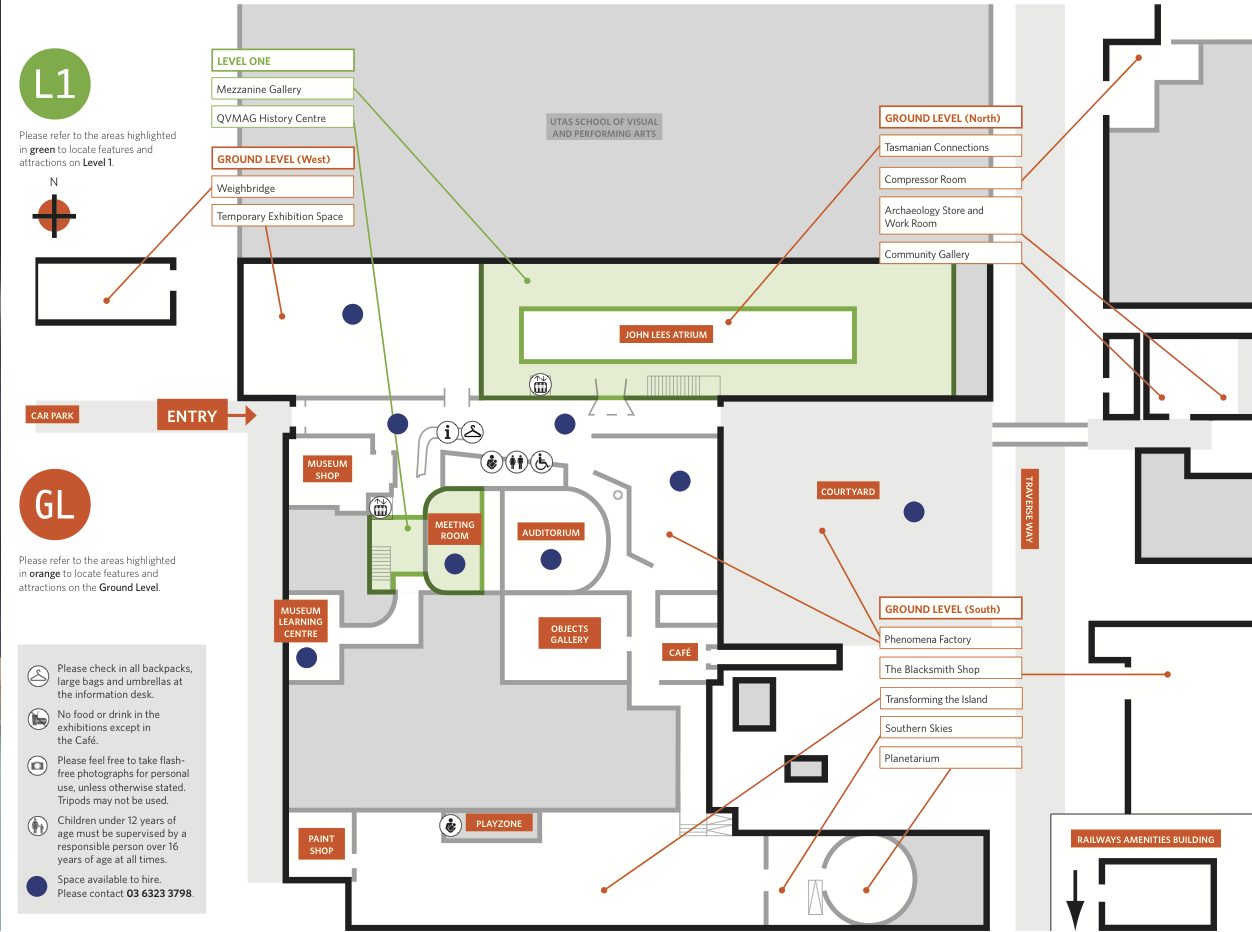 L1
Please refer to the areas highlighted
in green to locate features and
attractions on Level 1.
N
LEVEL ONE
Mezzanine Gallery
QVMAG History Centre
GROUND LEVEL (West)
Weighbridge
Temporary Exhibition Space
UTAS SCHOOL OF VISUAL
AND PERFORMING ARTS
GROUND LEVEL (North)
Tasmanian Connections
Compressor Room
Archaeology Store and
Work Room
Community Gallery
JOHN LEES ATRIUM
CAR PARK
ENTRY
i
MUSEUM
SHOP
MEETING
ROOM
AUDITORIUM
COURTYARD
TRAVERSE WAY
GL
Please refer to the areas highlighted
in orange to locate features and
attractions on the Ground Level.
MUSEUM
LEARNING
CENTRE
OBJECTS
GALLERY
CAFÉ
GROUND LEVEL (South)
Phenomena Factory
The Blacksmith Shop
Transforming the Island
Southern Skies
Planetarium
Please check in all backpacks,
large bags and umbrellas at
the information desk.
No food or drink in the
exhibitions except in
the Café.
Please feel free to take flash-
free photographs for personal
use, unless otherwise stated.
Tripods may not be used.
Children under 12 years of
age must be supervised by a
responsible person over 16
years of age at all times.
Space available to hire.
Please contact 03 6323 3798.
PAINT
SHOP
PLAYZONE
RAILWAYS AMENITIES BUILDING